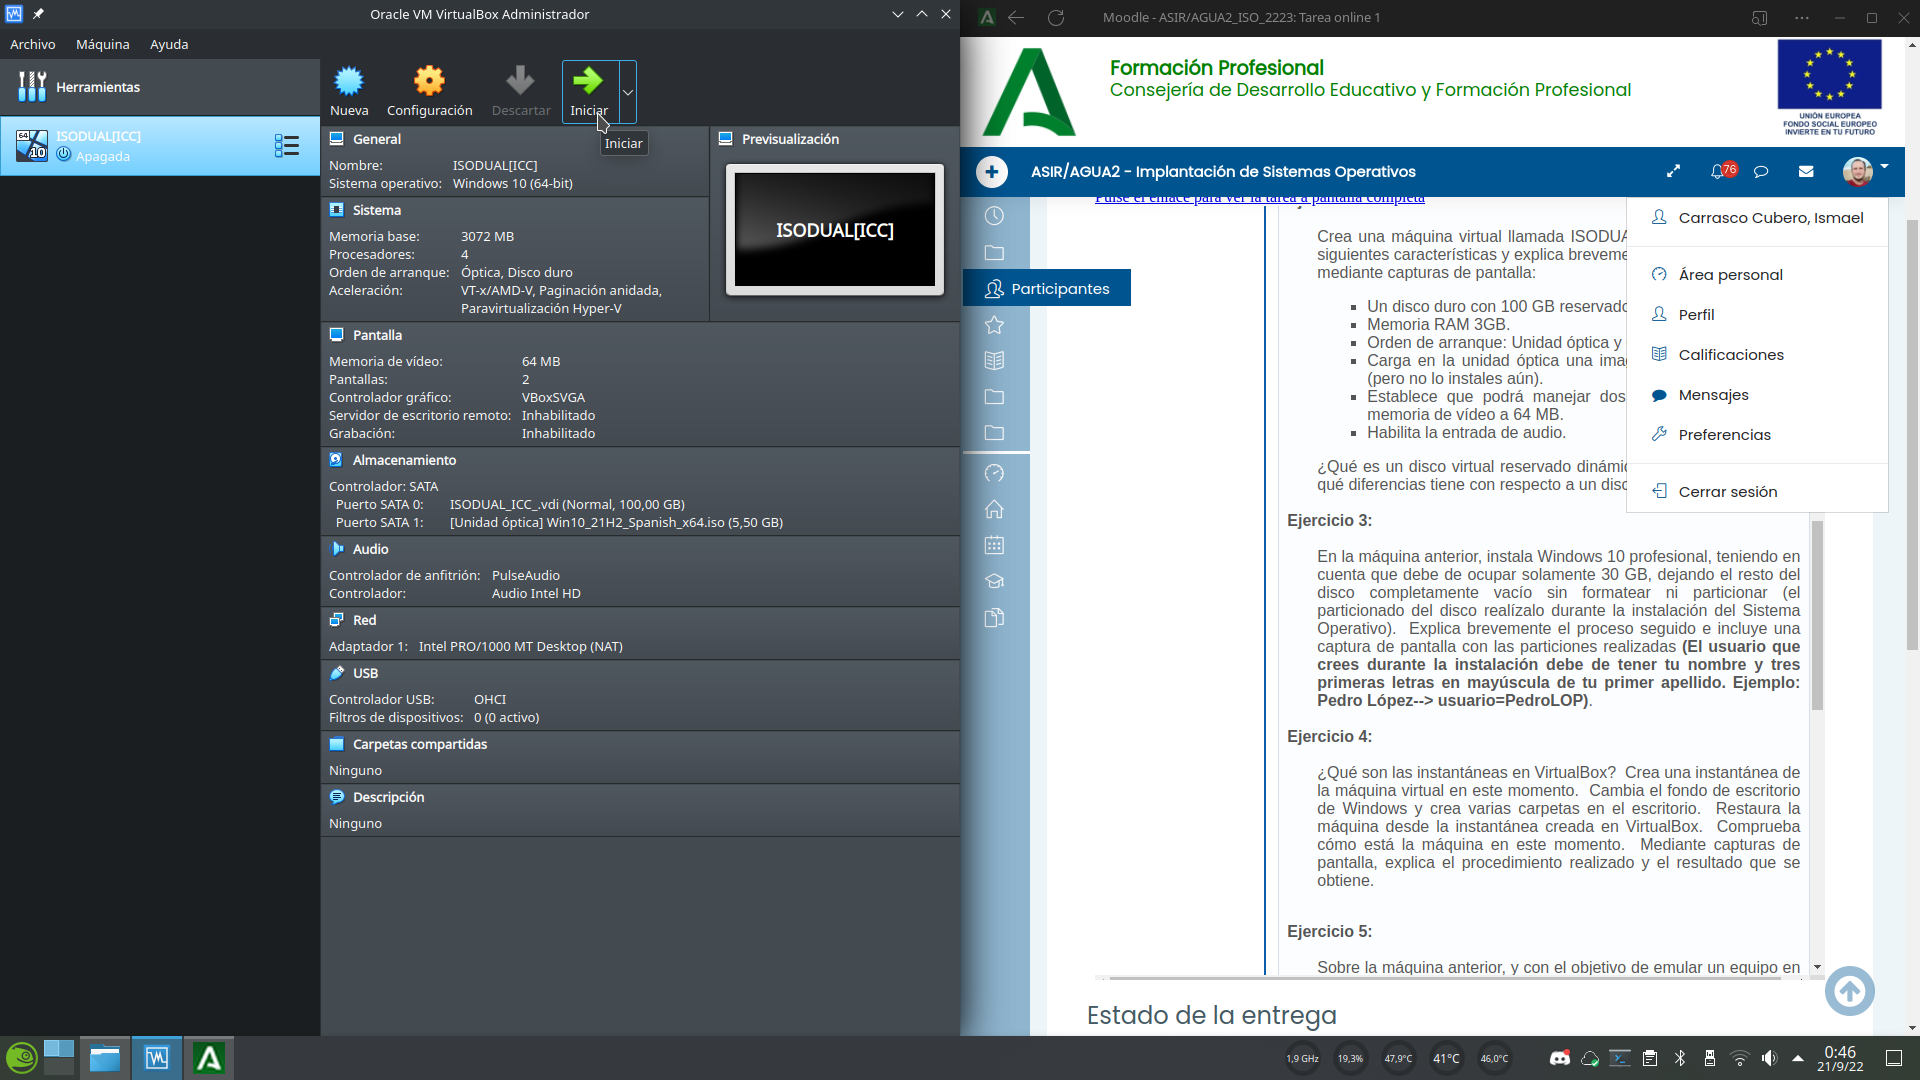 Oracle VM VirtualBox Administrador
Archivo Máquina Ayuda
Herramientas
64
10
ISODUAL[ICC]
Apagada
Nueva
Configuración
Descartar
Iniciar
Iniciar
General
Nombre: ISODUAL[ICC]
Sistema operativo: Windows 10 (64-bit)
Previsualización
ISODUAL[ICC]
Sistema
Memoria base: 3072 MB
Procesadores: 4
Orden de arranque: Óptica, Disco duro
Aceleración: VT-x/AMD-V, Paginación anidada,
Paravirtualización Hyper-V
Pantalla
Memoria de vídeo: 64 MB
Pantallas: 2
Controlador gráfico: VBoxSVGA
Servidor de escritorio remoto: Inhabilitado
Grabación: Inhabilitado
Almacenamiento
Controlador: SATA
Puerto SATA 0: ISODUAL_ICC_.vdi (Normal, 100,00 GB)
Puerto SATA 1: [Unidad óptica] Win10_21H2_Spanish_x64.iso (5,50 GB)
Audio
Controlador de anfitrión: PulseAudio
Controlador: Audio Intel HD
Red
Adaptador 1: Intel PRO/1000 MT Desktop (NAT)
USB
Controlador USB: OHCI
Filtros de dispositivos: 0 (0 activo)
Carpetas compartidas
Ninguno
Descripción
Ninguno
Moodle - ASIR/AGUA2_ISO_2223: Tarea online 1
Formación Profesional
Consejería de Desarrollo Educativo y Formación Profesional
UNIÓN EUROPEA
FONDO SOCIAL EUROPEO
INVIERTE EN TU FUTURO
ASIR/AGUA2 - Implantación de Sistemas Operativos
76
Pulse el enlace para ver la tarea a pantalla completa
Participantes
Carrasco Cubero, Ismael
Área personal
Perfil
Calificaciones
Mensajes
Preferencias
Cerrar sesión
Crea una máquina virtual llamada ISODUA
siguientes características y explica breveme
mediante capturas de pantalla:
Un disco duro con 100 GB reservado
Memoria RAM 3GB.
Orden de arranque: Unidad óptica y
Carga en la unidad óptica una ima
(pero no lo instales aún).
Establece que podrá manejar dos
memoria de vídeo a 64 MB.
Habilita la entrada de audio.
¿Qué es un disco virtual reservado dinámi
qué diferencias tiene con respecto a un disc
Ejercicio 3:
En la máquina anterior, instala Windows 10 profesional, teniendo en
cuenta que debe de ocupar solamente 30 GB, dejando el resto del
disco completamente vacío sin formatear ni particionar (el
particionado del disco realízalo durante la instalación del Sistema
Operativo). Explica brevemente el proceso seguido e incluye una
captura de pantalla con las particiones realizadas (El usuario que
crees durante la instalación debe de tener tu nombre y tres
primeras letras en mayúscula de tu primer apellido. Ejemplo:
Pedro López--> usuario=PedroLOP).
Ejercicio 4:
¿Qué son las instantáneas en VirtualBox? Crea una instantánea de
la máquina virtual en este momento. Cambia el fondo de escritorio
de Windows y crea varias carpetas en el escritorio. Restaura la
máquina desde la instantánea creada en VirtualBox. Comprueba
cómo está la máquina en este momento. Mediante capturas de
pantalla, explica el procedimiento realizado y el resultado que se
obtiene.
Ejercicio 5:
Sobre la máquina anterior, y con el objetivo de emular un equipo en
Estado de la entrega
1,9 GHz
19,3%
47,9°C
41°C
46,0°C
0:46
21/9/22